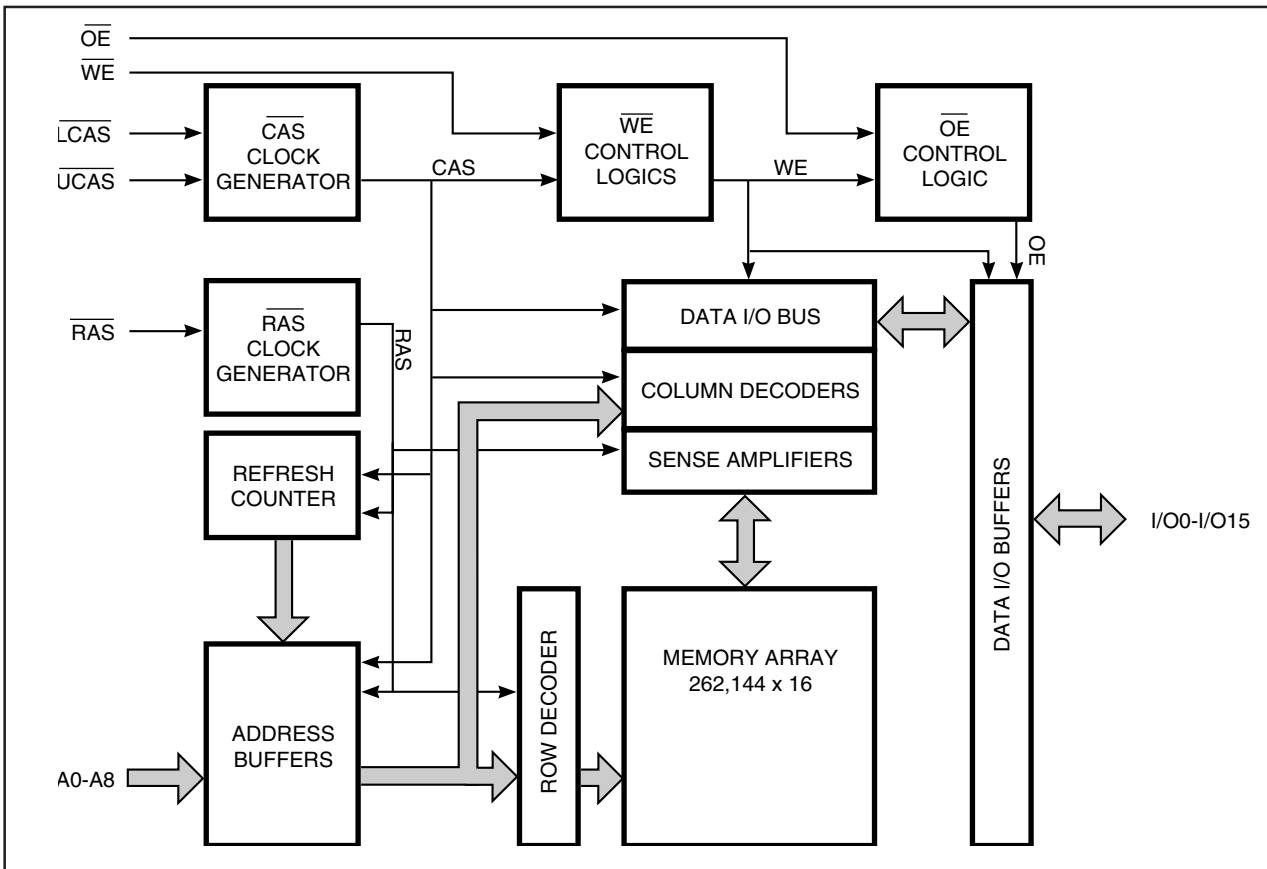 OE
WE
LCAS
UCAS
CAS
CLOCK
GENERATOR
CAS
WE
CONTROL
LOGICS
WE
OE
CONTROL
LOGIC
OE
RAS
RAS
CLOCK
GENERATOR
RAS
DATA I/O BUS
COLUMN DECODERS
SENSE AMPLIFIERS
REFRESH
COUNTER
DATA I/O BUFFERS
I/O0-I/O15
ADDRESS
BUFFERS
A0-A8
ROW DECODER
MEMORY ARRAY
262,144 x 16